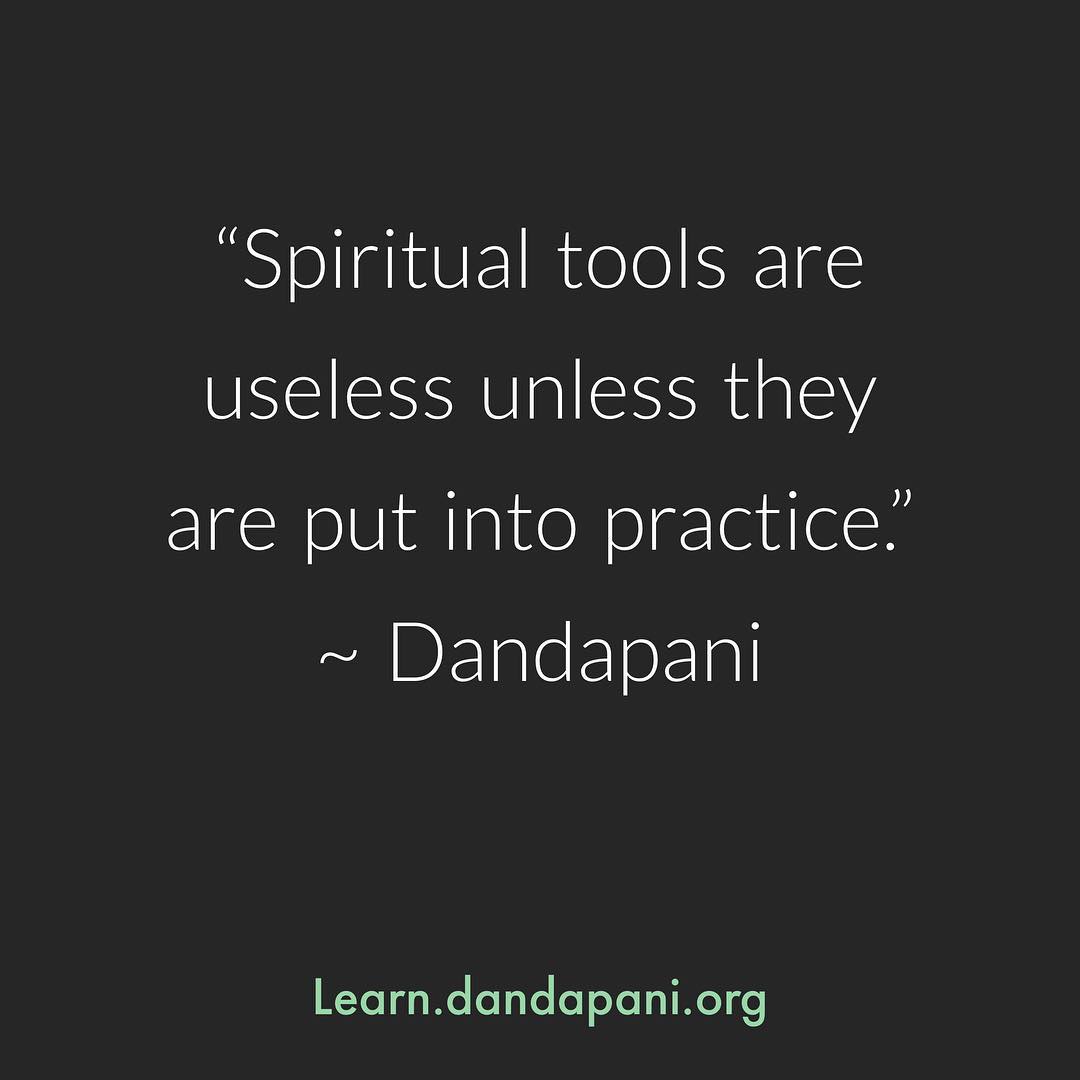 “Spiritual tools are
useless unless they
are put into practice.”
~ Dandapani
Learn.dandapani.org